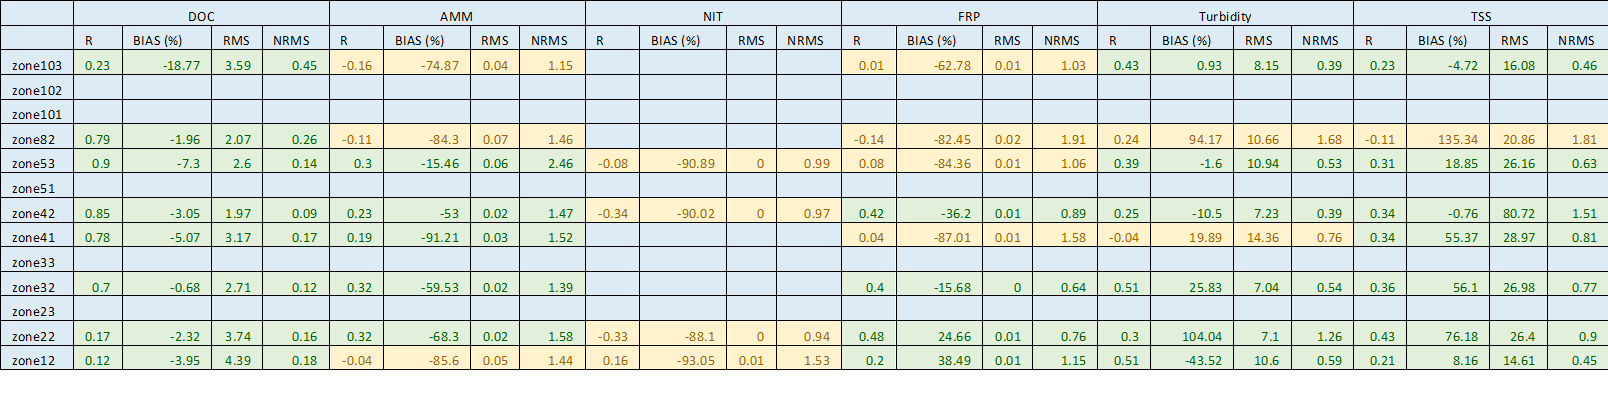 DOC AMM NIT FRP Turbidity TSS
R BIAS (%) RMS NRMS R BIAS (%) RMS NRMS R BIAS (%) RMS NRMS R BIAS (%) RMS NRMS R BIAS (%) RMS NRMS R BIAS (%) RMS NRMS
zone103 0.23 -18.77 3.59 0.45 -0.16 -74.87 0.04 1.15 0.01 -62.78 0.01 1.03 0.43 0.93 8.15 0.39 0.23 -4.72 16.08 0.46
zone102
zone101
zone82 0.79 -1.96 2.07 0.26 -0.11 -84.3 0.07 1.46 -0.14 -82.45 0.02 1.91 0.24 94.17 10.66 1.68 -0.11 135.34 20.86 1.81
zone53 0.9 -7.3 2.6 0.14 0.3 -15.46 0.06 2.46 -0.08 -90.89 0 0.99 0.08 -84.36 0.01 1.06 0.39 -1.6 10.94 0.53 0.31 18.85 26.16 0.63
zone51
zone42 0.85 -3.05 1.97 0.09 0.23 -53 0.02 1.47 -0.34 -90.02 0 0.97 0.42 -36.2 0.01 0.89 0.25 -10.5 7.23 0.39 0.34 -0.76 80.72 1.51
zone41 0.78 -5.07 3.17 0.17 0.19 -91.21 0.03 1.52 0.04 -87.01 0.01 1.58 -0.04 19.89 14.36 0.76 0.34 55.37 28.97 0.81
zone33
zone32 0.7 -0.68 2.71 0.12 0.32 -59.53 0.02 1.39 0.4 -15.68 0 0.64 0.51 25.83 7.04 0.54 0.36 56.1 26.98 0.77
zone23
zone22 0.17 -2.32 3.74 0.16 0.32 -68.3 0.02 1.58 -0.33 -88.1 0 0.94 0.48 24.66 0.01 0.76 0.3 104.04 7.1 1.26 0.43 76.18 26.4 0.9
zone12 0.12 -3.95 4.39 0.18 -0.04 -85.6 0.05 1.44 0.16 -93.05 0.01 1.53 0.2 38.49 0.01 1.15 0.51 -43.52 10.6 0.59 0.21 8.16 14.61 0.45